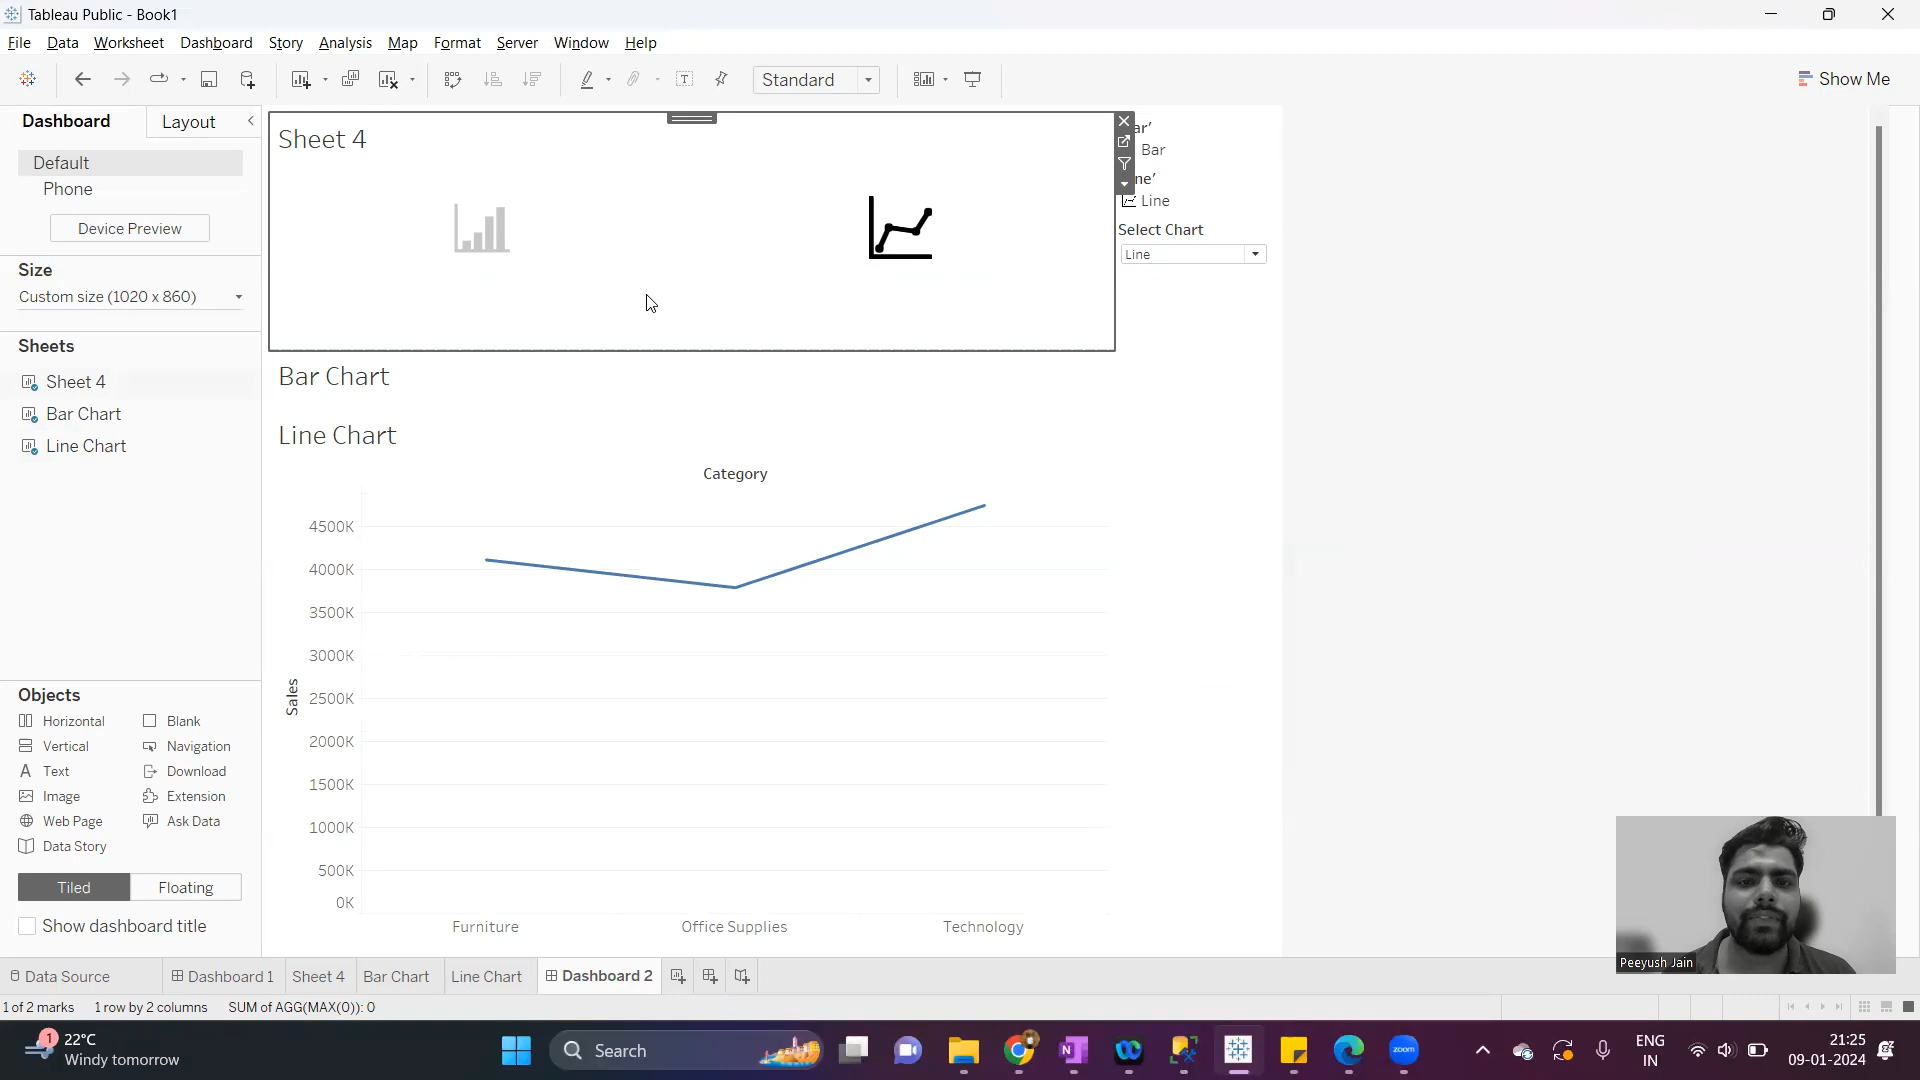 Tableau Public - Book1
File Data Worksheet Dashboard Story Analysis Map Format Server Window Help
Standard
Show Me
Dashboard Layout
Default
Phone
Device Preview
Size
Custom size (1020 x 860)
Sheets
Sheet 4
Bar Chart
Line Chart
Objects
Horizontal Blank
Vertical Navigation
Text Download
Image Extension
Web Page Ask Data
Data Story
Tiled Floating
Show dashboard title
Sheet 4
ar’
Bar
ne’
Line
Select Chart
Line
Bar Chart
Line Chart
Category
4500K
4000K
3500K
3000K
2500K
2000K
1500K
1000K
500K
0K
Sales
Furniture Office Supplies Technology
Peeyush Jain
Data Source Dashboard 1 Sheet 4 Bar Chart Line Chart Dashboard 2
1 of 2 marks 1 row by 2 columns SUM of AGG(MAX(0)): 0
1
22°C
Windy tomorrow
Search
zoom
ENG
IN
21:25
09-01-2024